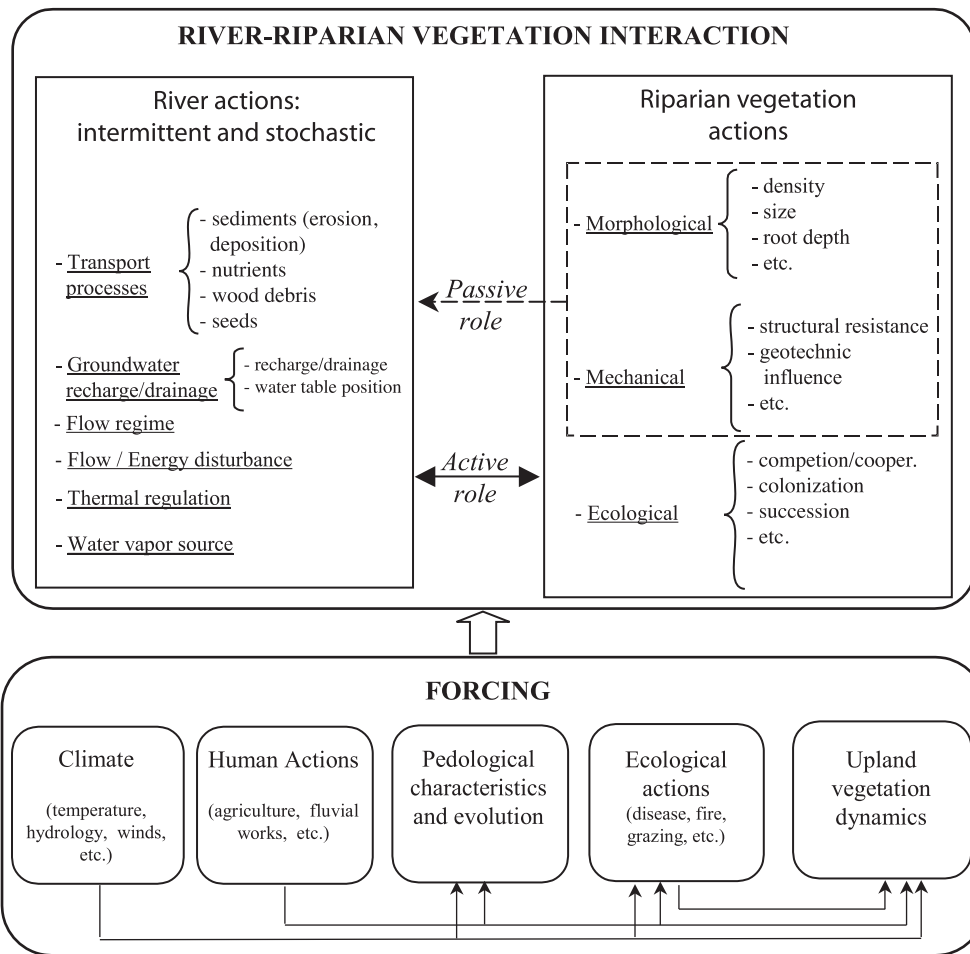 RIVER-RIPARIAN VEGETATION INTERACTION
River actions:
intermittent and stochastic
- Transport
processes
- sediments (erosion,
deposition)
- nutrients
- wood debris
- seeds
- Groundwater
recharge/drainage
- recharge/drainage
- water table position
- Flow regime
- Flow / Energy disturbance
- Thermal regulation
- Water vapor source
Passive
role
Active
role
Riparian vegetation
actions
- Morphological
- density
- size
- root depth
- etc.
- Mechanical
- structural resistance
- geotechnic
influence
- etc.
- Ecological
- competion/cooper.
- colonization
- succession
- etc.
FORCING
Climate
(temperature,
hydrology, winds,
etc.)
Human Actions
(agriculture, fluvial
works, etc.)
Pedological
characteristics
and evolution
Ecological
actions
(disease, fire,
grazing, etc.)
Upland
vegetation
dynamics